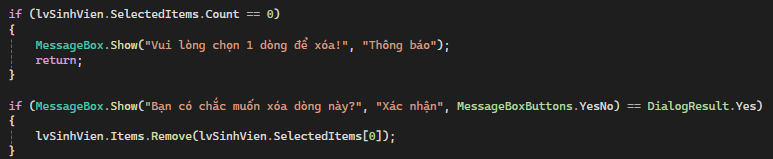 if (lvSinhVien.SelectedItems.Count == 0)
{
    MessageBox.Show("Vui lòng chọn 1 dòng để xóa!", "Thông báo");
    return;
}

if (MessageBox.Show("Bạn có chắc muốn xóa dòng này?", "Xác nhận", MessageBoxButtons.YesNo) == DialogResult.Yes)
{
    lvSinhVien.Items.Remove(lvSinhVien.SelectedItems[0]);
}